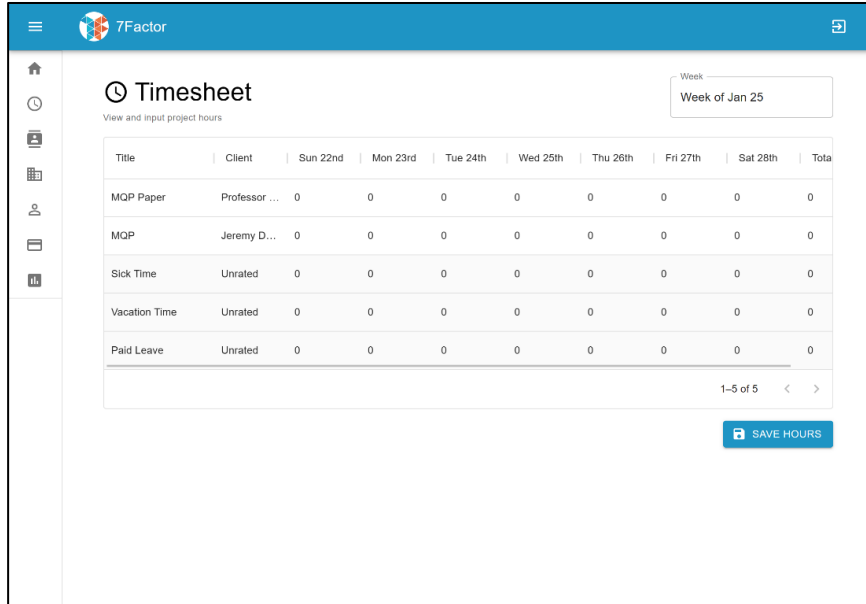 7Factor
Timesheet
View and input project hours
Week
Week of Jan 25
Title Client Sun 22nd Mon 23rd Tue 24th Wed 25th Thu 26th Fri 27th Sat 28th Tota
MQP Paper Professor ... 0 0 0 0 0 0 0 0
MQP Jeremy D... 0 0 0 0 0 0 0 0
Sick Time Unrated 0 0 0 0 0 0 0 0
Vacation Time Unrated 0 0 0 0 0 0 0 0
Paid Leave Unrated 0 0 0 0 0 0 0 0
1–5 of 5
SAVE HOURS